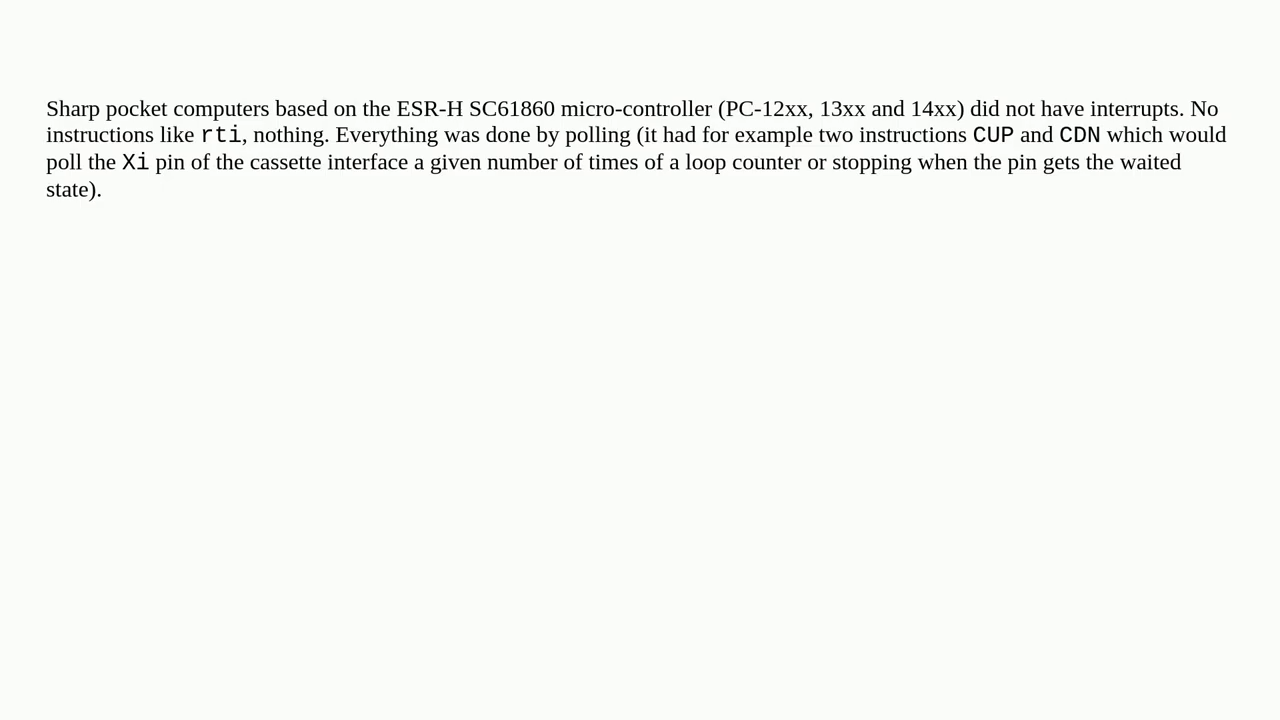 Sharp pocket computers based on the ESR-H SC61860 micro-controller (PC-12xx, 13xx and 14xx) did not have interrupts. No
instructions like rti, nothing. Everything was done by polling (it had for example two instructions CUP and CDN which would
poll the Xi pin of the cassette interface a given number of times of a loop counter or stopping when the pin gets the waited
state).